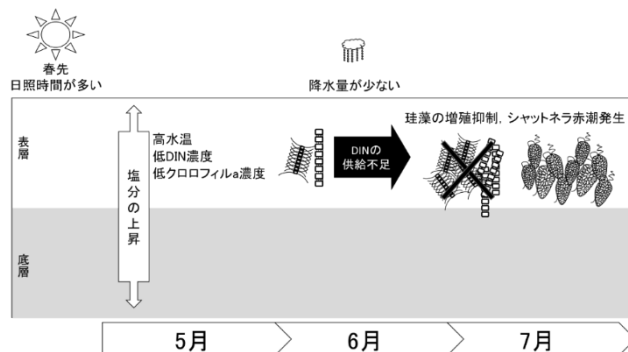 春先
日照時間が多い
降水量が少ない
表層
底層
塩分の上昇
高水温
低DIN濃度
低クロロフィルa濃度
DINの
供給不足
珪藻の増殖抑制，シャットネラ赤潮発生
5月
6月
7月